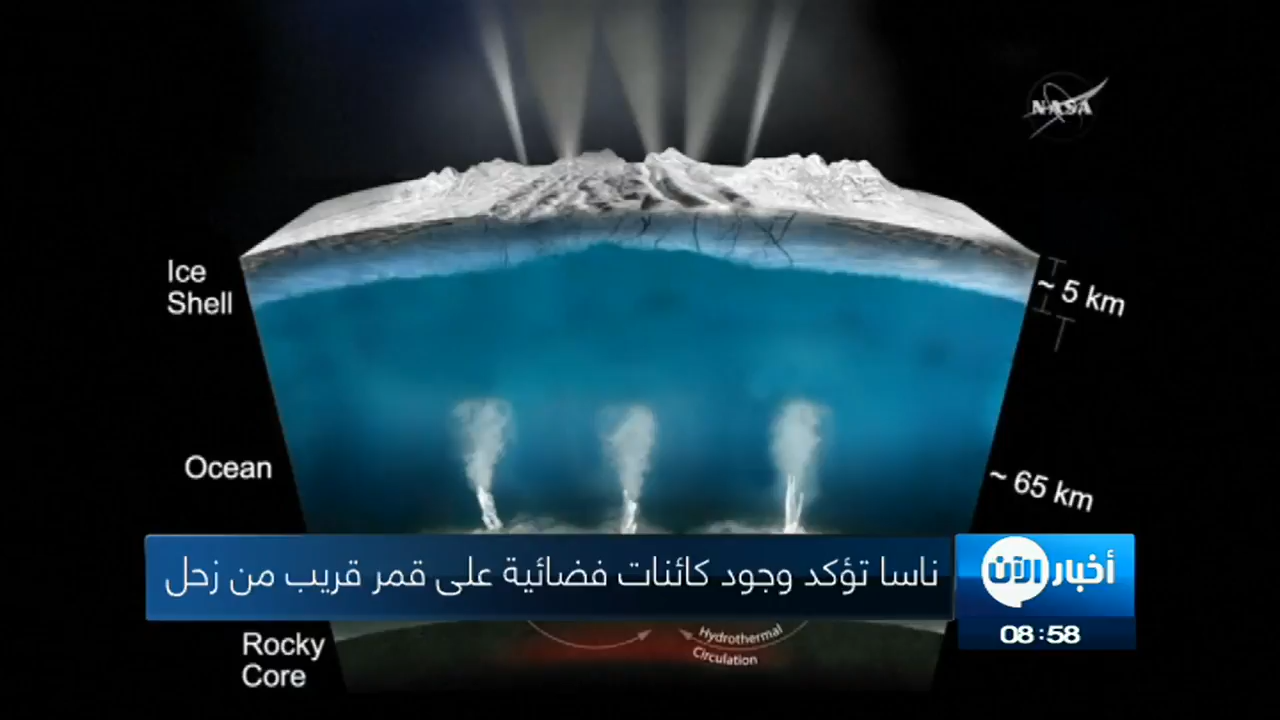 NASA
Ice
Shell
~ 5 km
Ocean
~ 65 km
ناسا تؤكد وجود كائنات فضائية على قمر قريب من زحل
أخبار الآن
08:58
Rocky
Core
Hydrothermal
Circulation